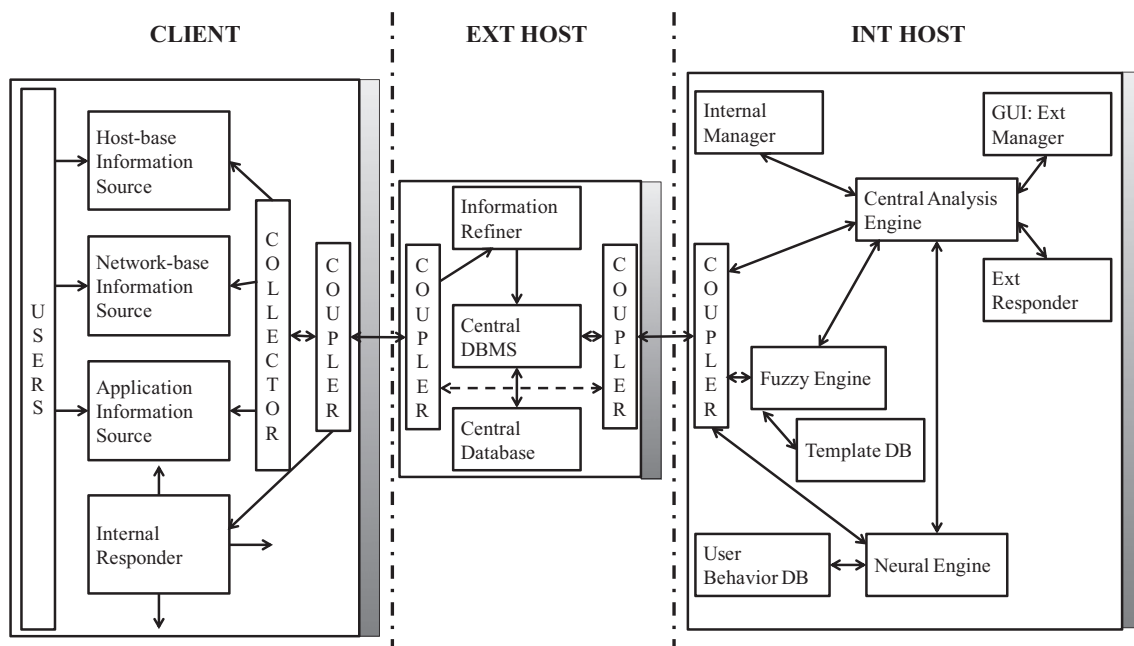 CLIENT
EXT HOST
INT HOST
USERS
Host-base
Information
Source
Network-base
Information
Source
Application
Information
Source
Internal
Responder
COLLECTOR
COUPLER
COUPLER
Information
Refiner
Central
DBMS
Central
Database
COUPLER
COUPLER
Internal
Manager
GUI: Ext
Manager
Central Analysis
Engine
Ext
Responder
Fuzzy Engine
Template DB
User
Behavior DB
Neural Engine